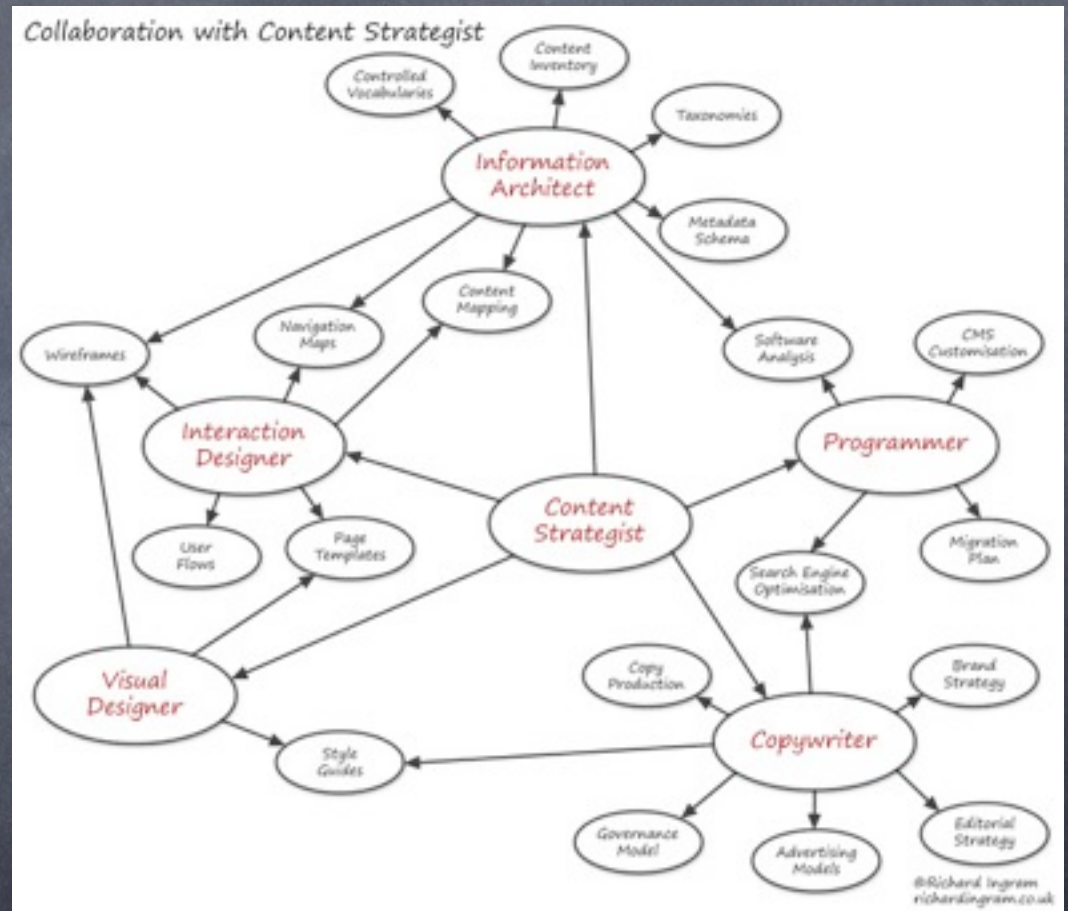 Collaboration with Content Strategist
Content
Inventory
Controlled
Vocabularies
Taxonomies
Information
Architect
Metadata
Schema
Content
Mapping
Navigation
Maps
Wireframes
Software
Analysis
CMS
Customisation
Interaction
Designer
Programmer
Content
Strategist
User
Flows
Page
Templates
Migration
Plan
Search Engine
Optimisation
Visual
Designer
Copy
Production
Brand
Strategy
Copywriter
Style
Guides
Governance
Model
Advertising
Models
Editorial
Strategy
©Richard Ingram
richardingram.co.uk